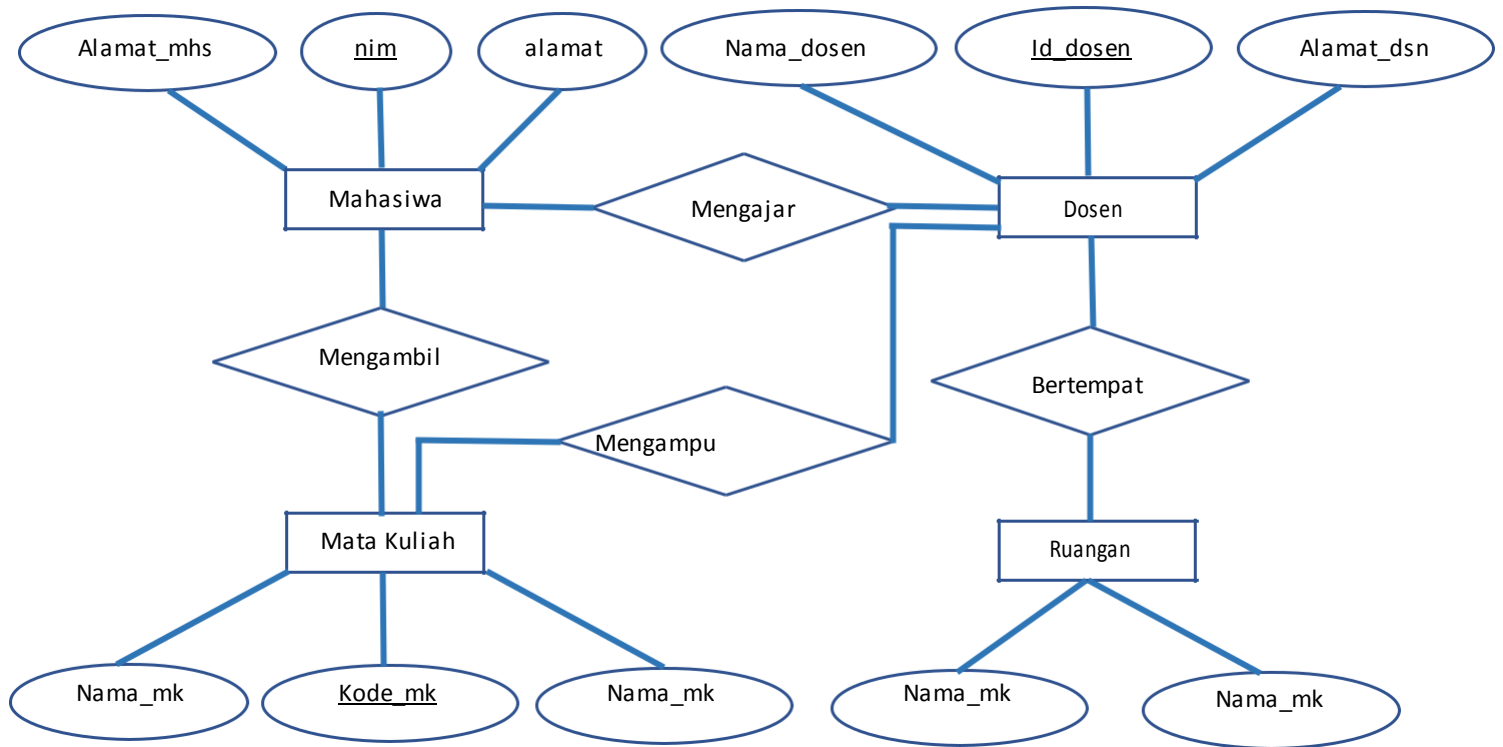 Alamat_mhs
nim
alamat
Nama_dosen
Id_dosen
Alamat_dsn
Mahasiwa
Mengajar
Dosen
Mengambil
Bertempat
Mengampu
Mata Kuliah
Ruangan
Nama_mk
Kode_mk
Nama_mk
Nama_mk
Nama_mk